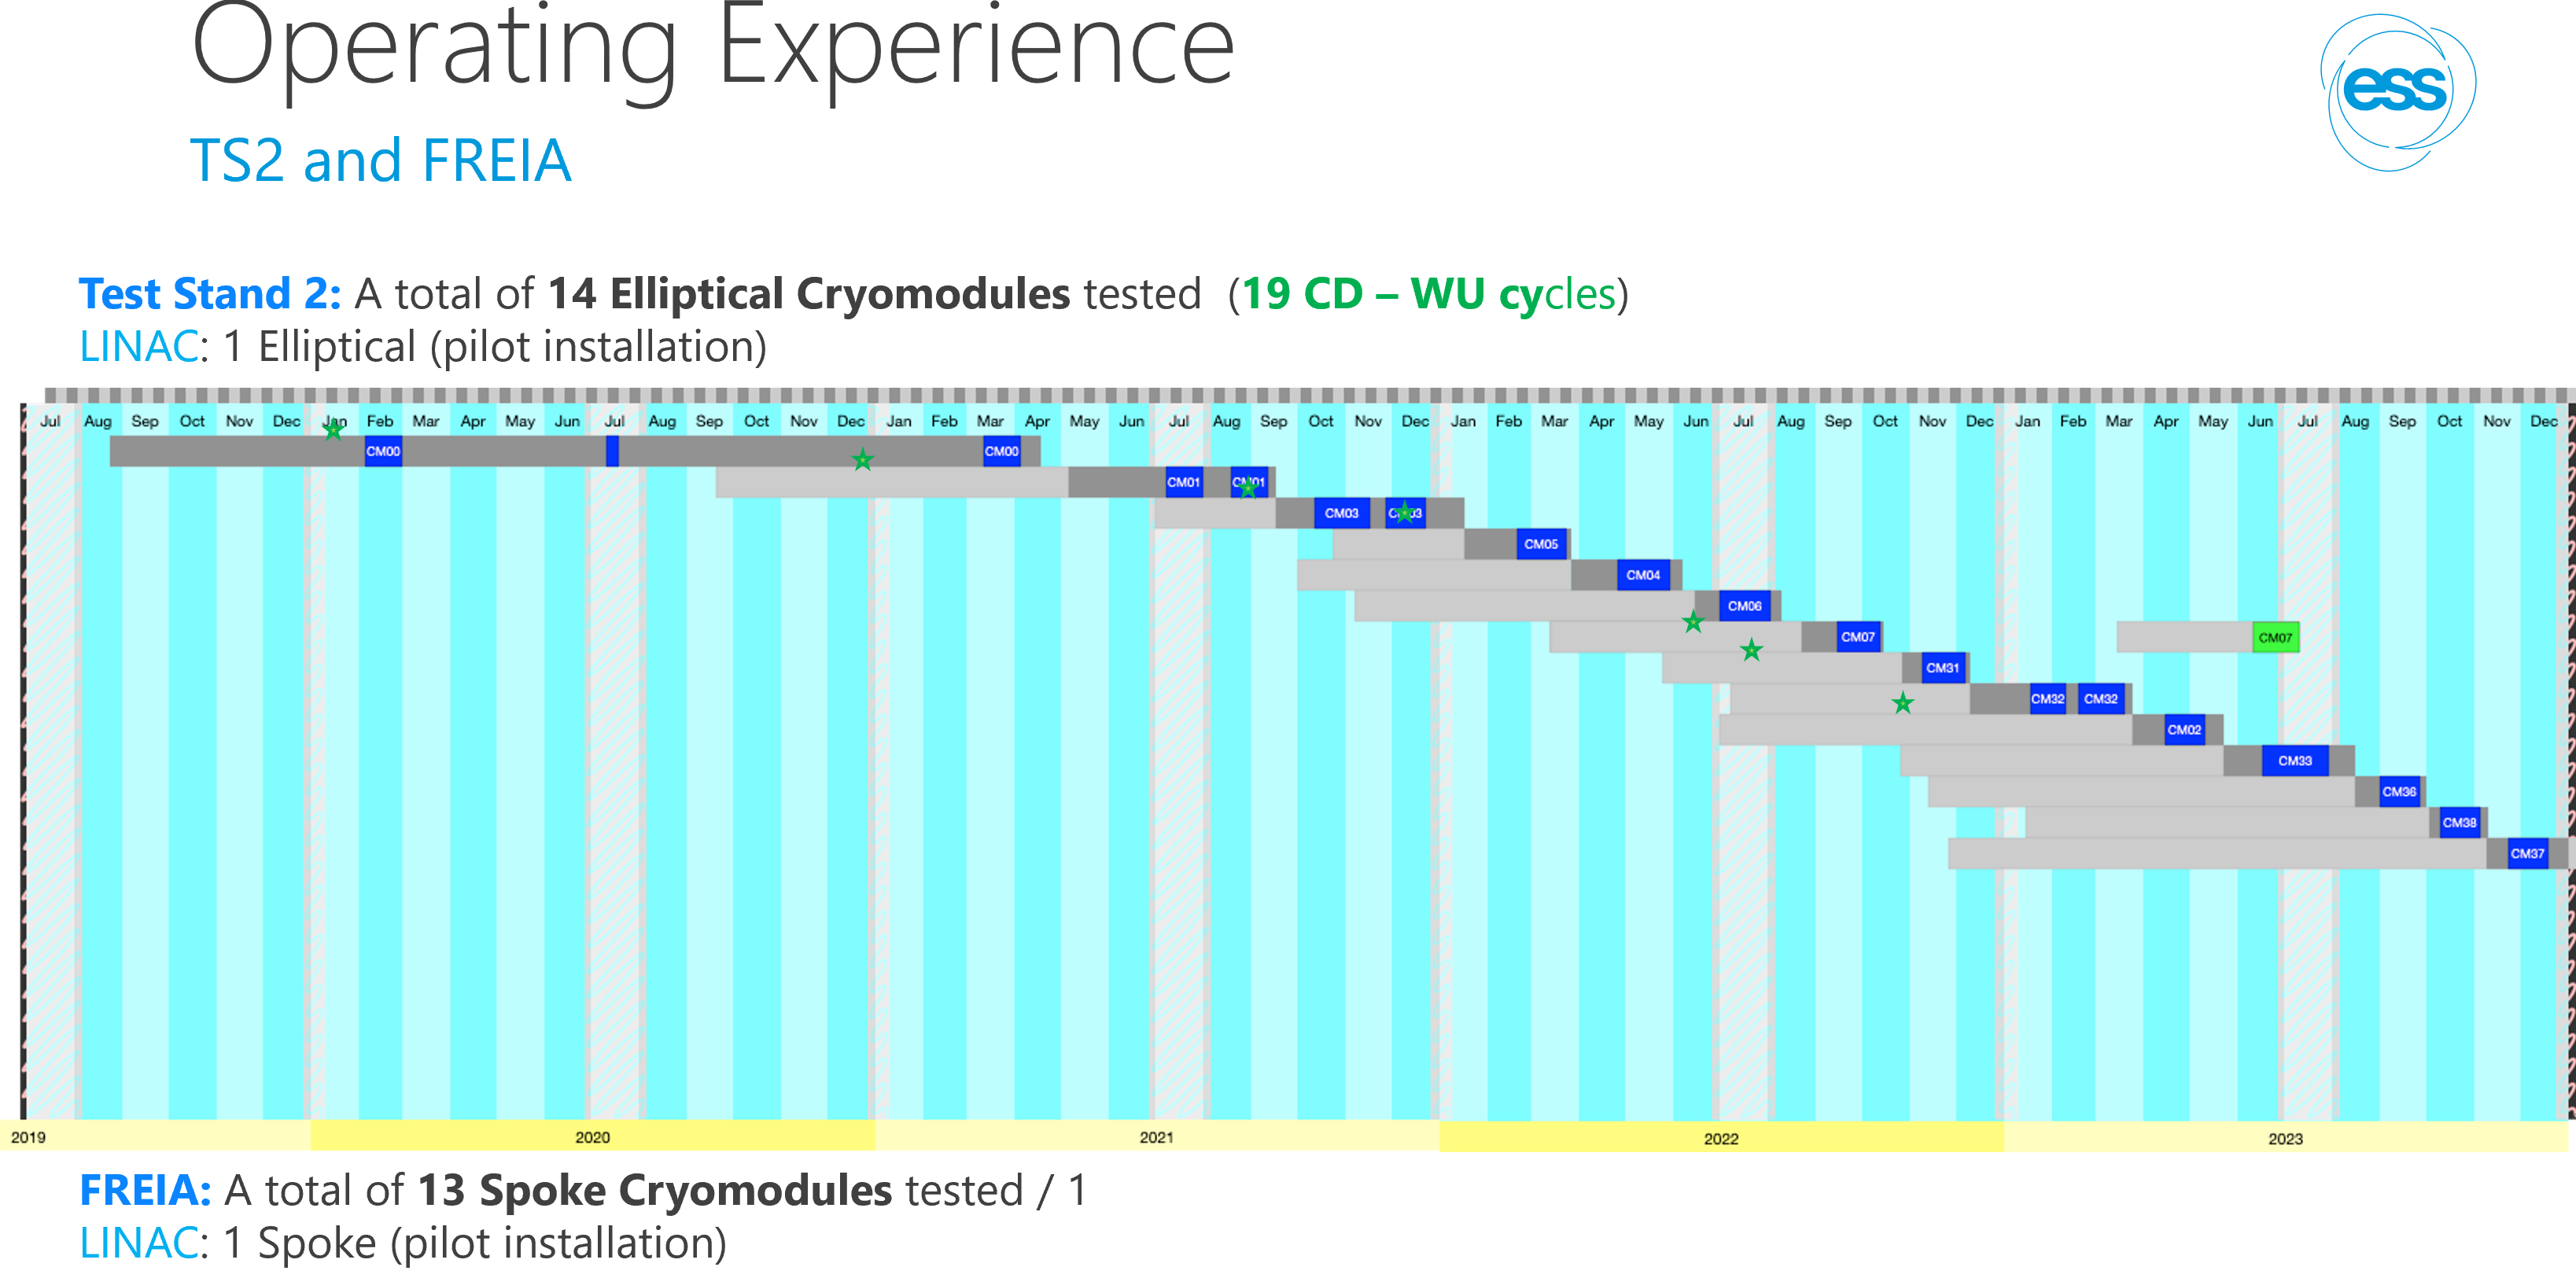 Operating Experience
ess
TS2 and FREIA
Test Stand 2: A total of 14 Elliptical Cryomodules tested (19 CD – WU cycles)
LINAC: 1 Elliptical (pilot installation)
Jul Aug Sep Oct Nov Dec Jan Feb Mar Apr May Jun Jul Aug Sep Oct Nov Dec Jan Feb Mar Apr May Jun Jul Aug Sep Oct Nov Dec Jan Feb Mar Apr May Jun Jul Aug Sep Oct Nov Dec Jan Feb Mar Apr May Jun Jul Aug Sep Oct Nov Dec
CM00 CM00
CM01 CM01
CM03 CM03
CM05
CM04
CM06
CM07 CM07
CM31
CM32 CM32
CM02
CM33
CM36
CM38
CM37
2019 2020 2021 2022 2023
FREIA: A total of 13 Spoke Cryomodules tested / 1
LINAC: 1 Spoke (pilot installation)